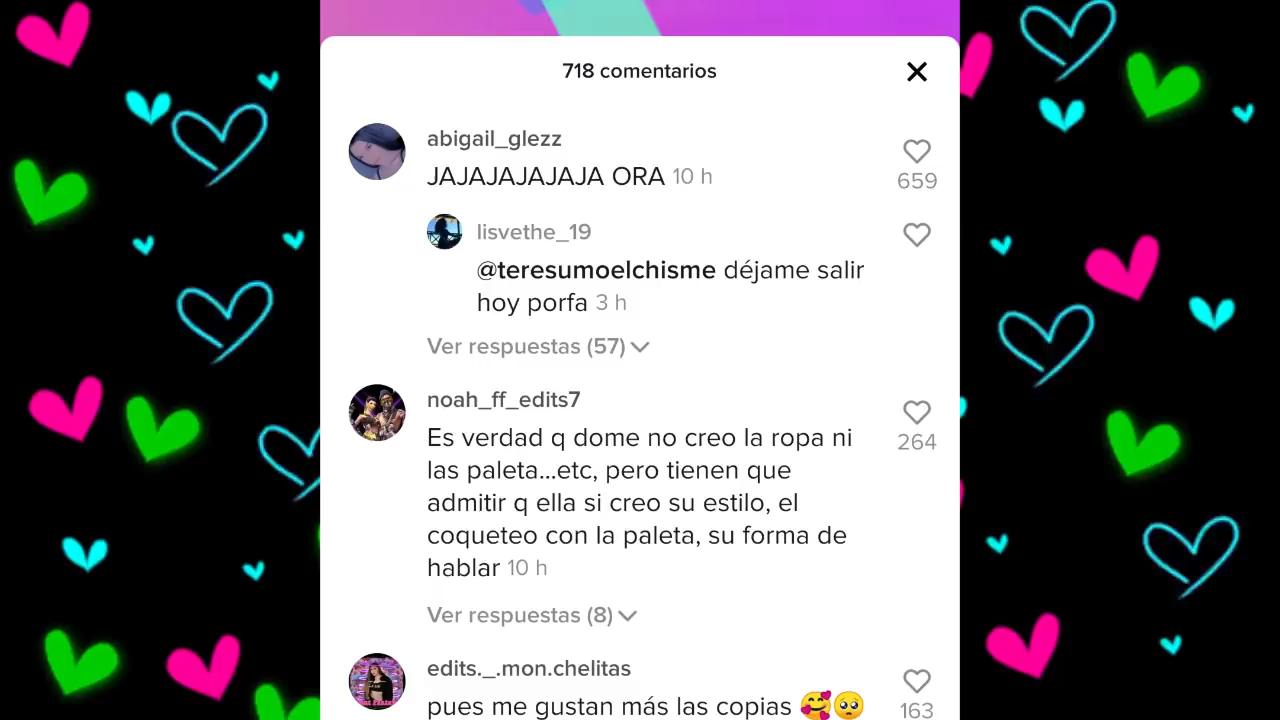 718 comentarios
abigail_glezz
JAJAJAJAJAJA ORA 10 h
659
lisvethe_19
@teresumoelchisme déjame salir
hoy porfa 3 h
Ver respuestas (57)
noah_ff_edits7
Es verdad q dome no creo la ropa ni
264
las paleta...etc, pero tienen que
admitir q ella si creo su estilo, el
coqueteo con la paleta, su forma de
hablar 10 h
Ver respuestas (8)
edits._.mon.chelitas
pues me gustan más las copias 🥰🥺
163